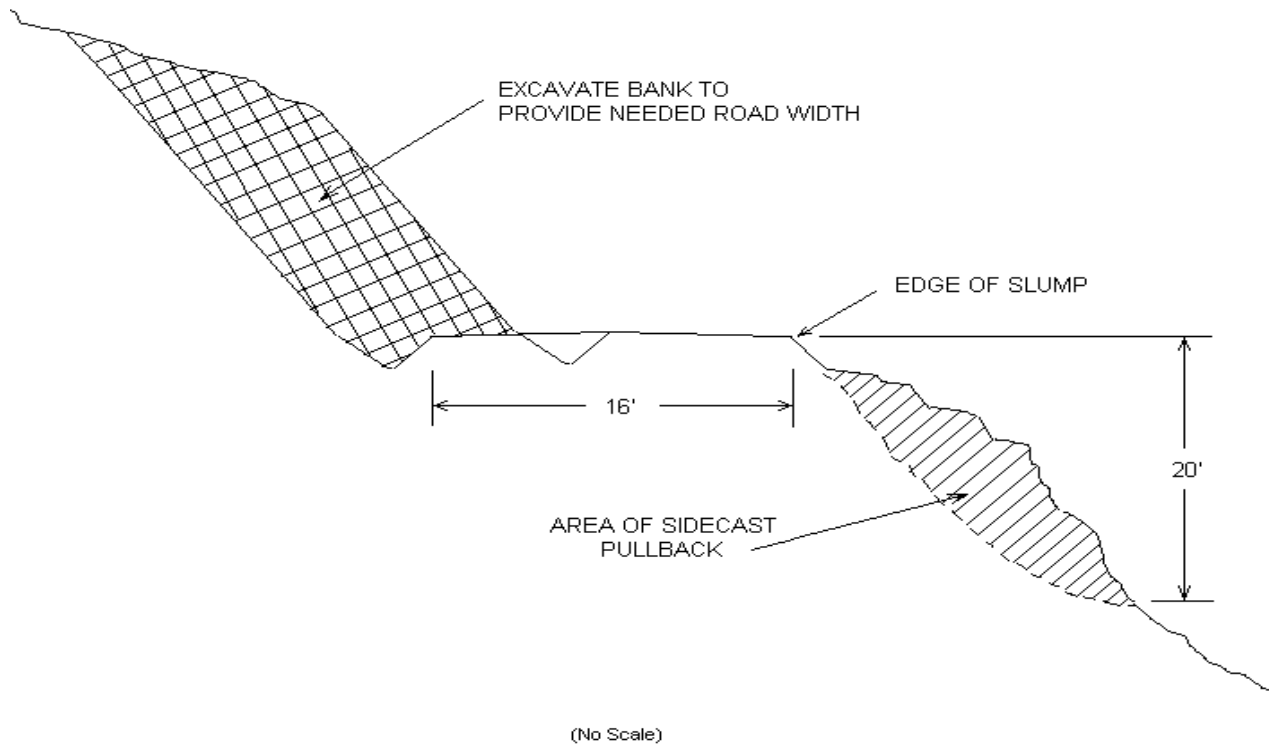 EXCAVATE BANK TO
PROVIDE NEEDED ROAD WIDTH
EDGE OF SLUMP
16'
20'
AREA OF SIDECAST
PULLBACK
(No Scale)